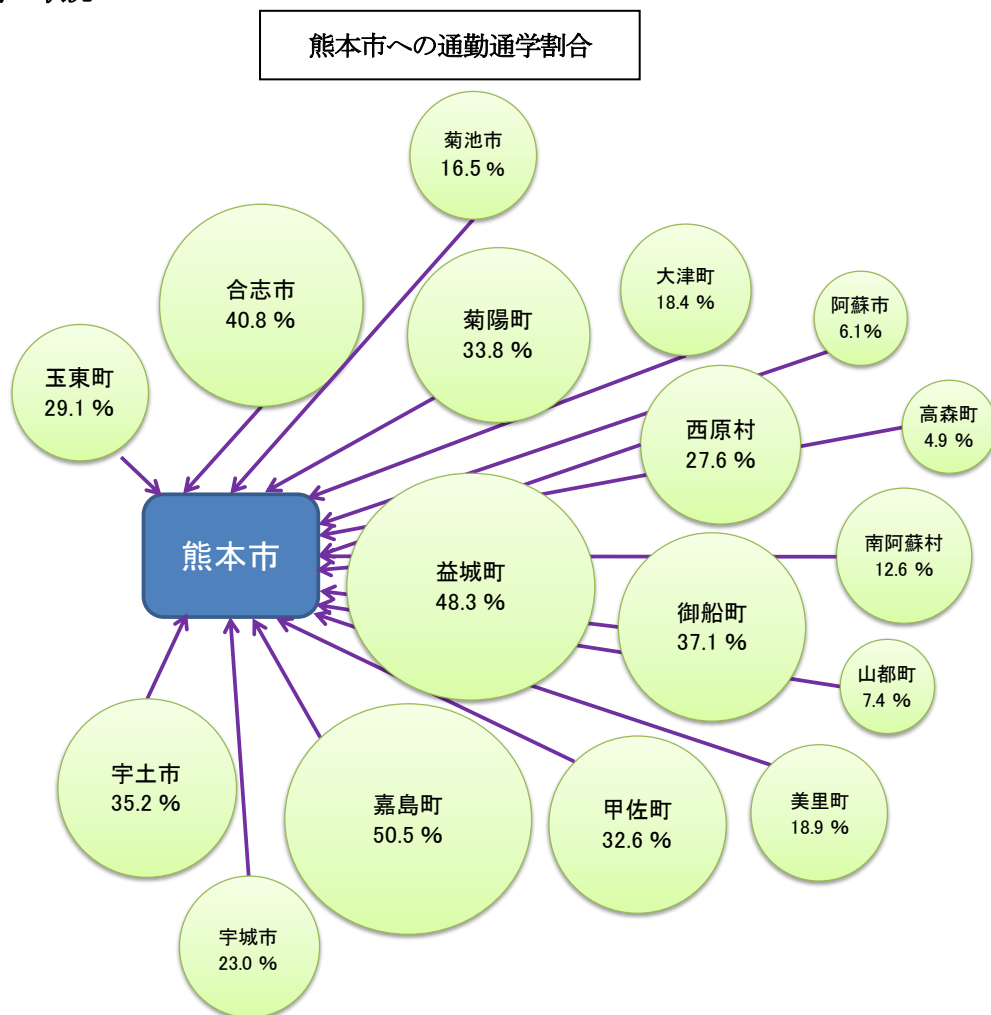 熊本市への通勤通学割合
菊池市
16.5 %
合志市
40.8 %
菊陽町
33.8 %
大津町
18.4 %
阿蘇市
6.1%
玉東町
29.1 %
西原村
27.6 %
高森町
4.9 %
熊本市
益城町
48.3 %
南阿蘇村
12.6 %
御船町
37.1 %
山都町
7.4 %
宇土市
35.2 %
嘉島町
50.5 %
甲佐町
32.6 %
美里町
18.9 %
宇城市
23.0 %